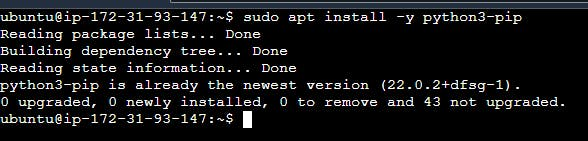 ubuntu@ip-172-31-93-147:~$ sudo apt install -y python3-pip
Reading package lists... Done
Building dependency tree... Done
Reading state information... Done
python3-pip is already the newest version (22.0.2+dfsg-1).
0 upgraded, 0 newly installed, 0 to remove and 43 not upgraded.
ubuntu@ip-172-31-93-147:~$